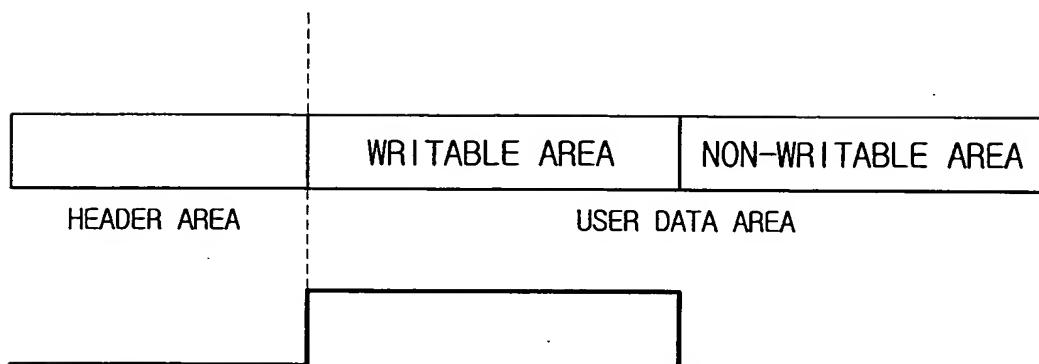 WRITABLE AREA NON-WRITABLE AREA
HEADER AREA USER DATA AREA